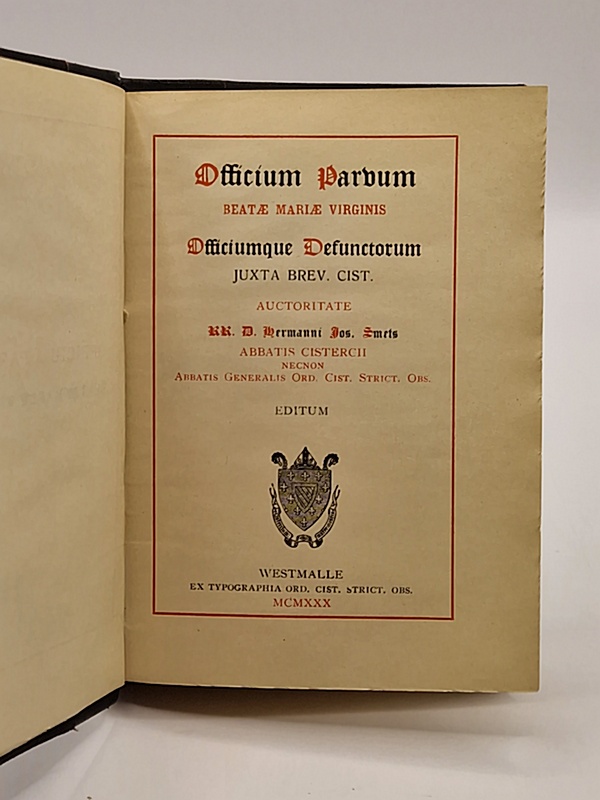 Officium Parvum
BEATÆ MARIÆ VIRGINIS
Officiumque Defunctorum
JUXTA BREV. CIST.
AUCTORITATE
RR. D. Hermanni Jos. Smets
ABBATIS CISTERCII
NECNON
ABBATIS GENERALIS ORD. CIST. STRICT. OBS.
EDITUM
WESTMALLE
EX TYPOGRAPHIA ORD. CIST. STRICT. OBS.
MCMXXX